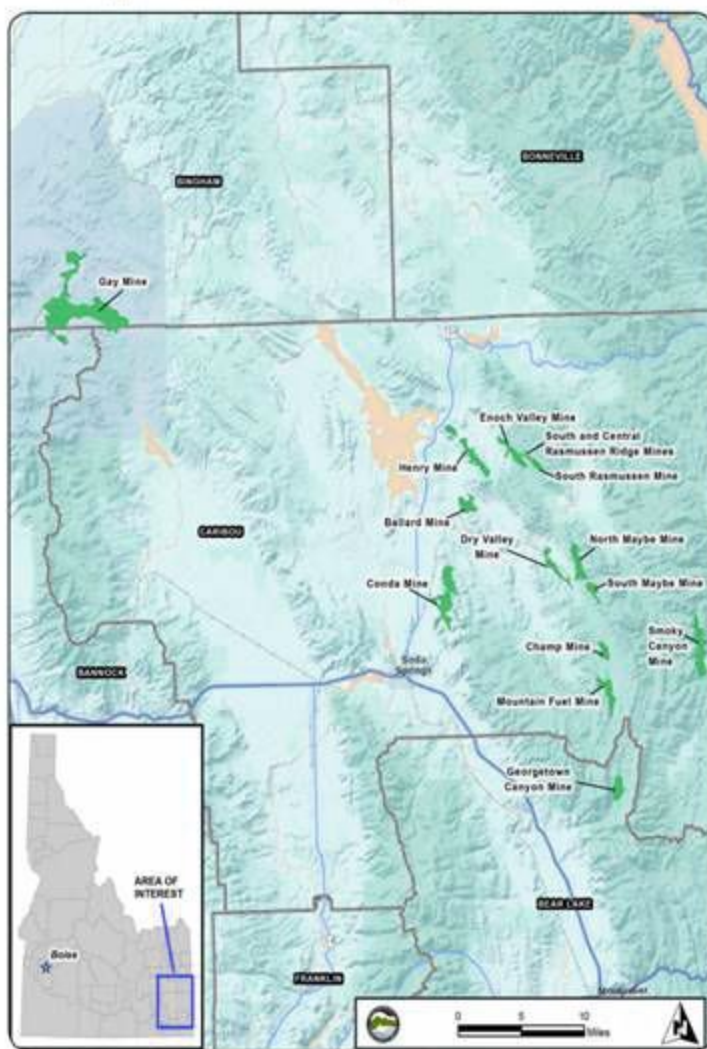 BONNEVILLE
BINGHAM
Gay Mine
Enoch Valley Mine
South and Central
Rasmussen Ridge Mines
Henry Mine
South Rasmussen Mine
Ballard Mine
CARIBOU
Dry Valley
Mine
North Maybe Mine
Conda Mine
South Maybe Mine
Smoky
Canyon
Mine
Champ Mine
Soda
Springs
BANNOCK
Mountain Fuel Mine
Georgetown
Canyon Mine
AREA OF
INTEREST
BEAR LAKE
Boise
FRANKLIN
0 5 10
Miles